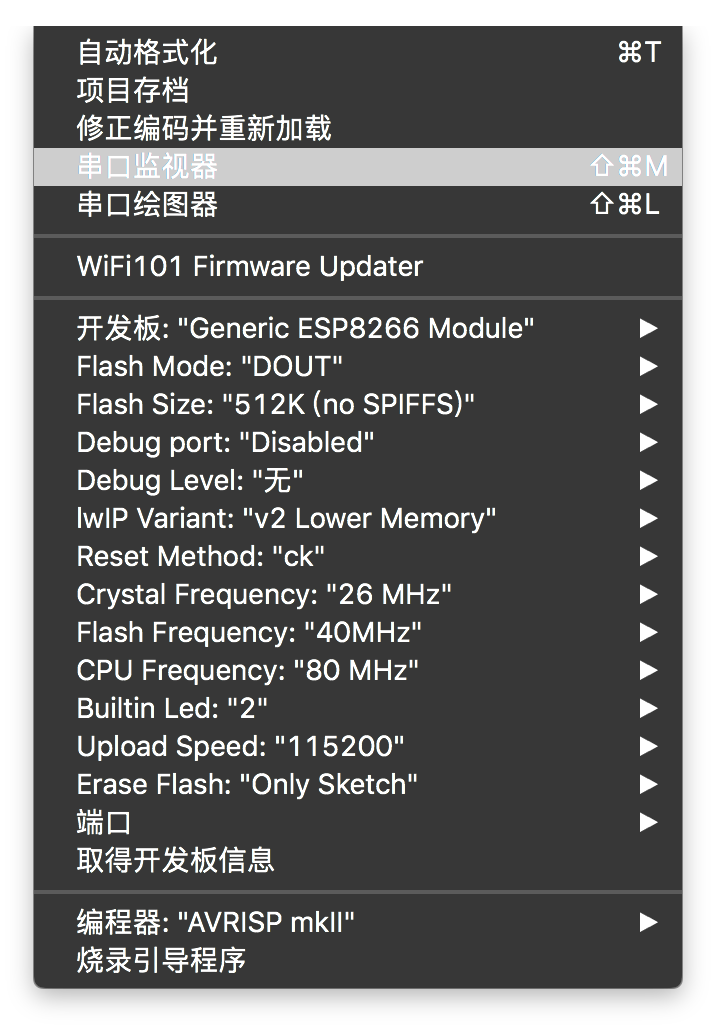 自动格式化 ⌘T
项目存档
修正编码并重新加载
串口监视器 ⇧⌘M
串口绘图器 ⇧⌘L
WiFi101 Firmware Updater
开发板: "Generic ESP8266 Module"
Flash Mode: "DOUT"
Flash Size: "512K (no SPIFFS)"
Debug port: "Disabled"
Debug Level: "无"
lwIP Variant: "v2 Lower Memory"
Reset Method: "ck"
Crystal Frequency: "26 MHz"
Flash Frequency: "40MHz"
CPU Frequency: "80 MHz"
Builtin Led: "2"
Upload Speed: "115200"
Erase Flash: "Only Sketch"
端口
取得开发板信息
编程器: "AVRISP mkII"
烧录引导程序